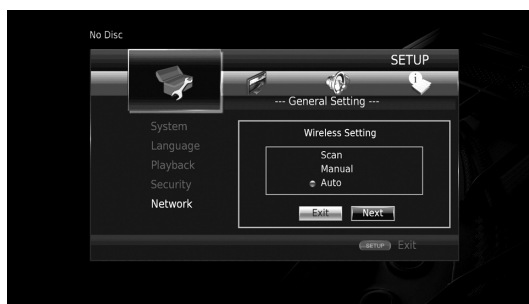 No Disc
SETUP
--- General Setting ---
System
Language
Playback
Security
Network
Wireless Setting
Scan
Manual
Auto
Exit Next
SETUP Exit